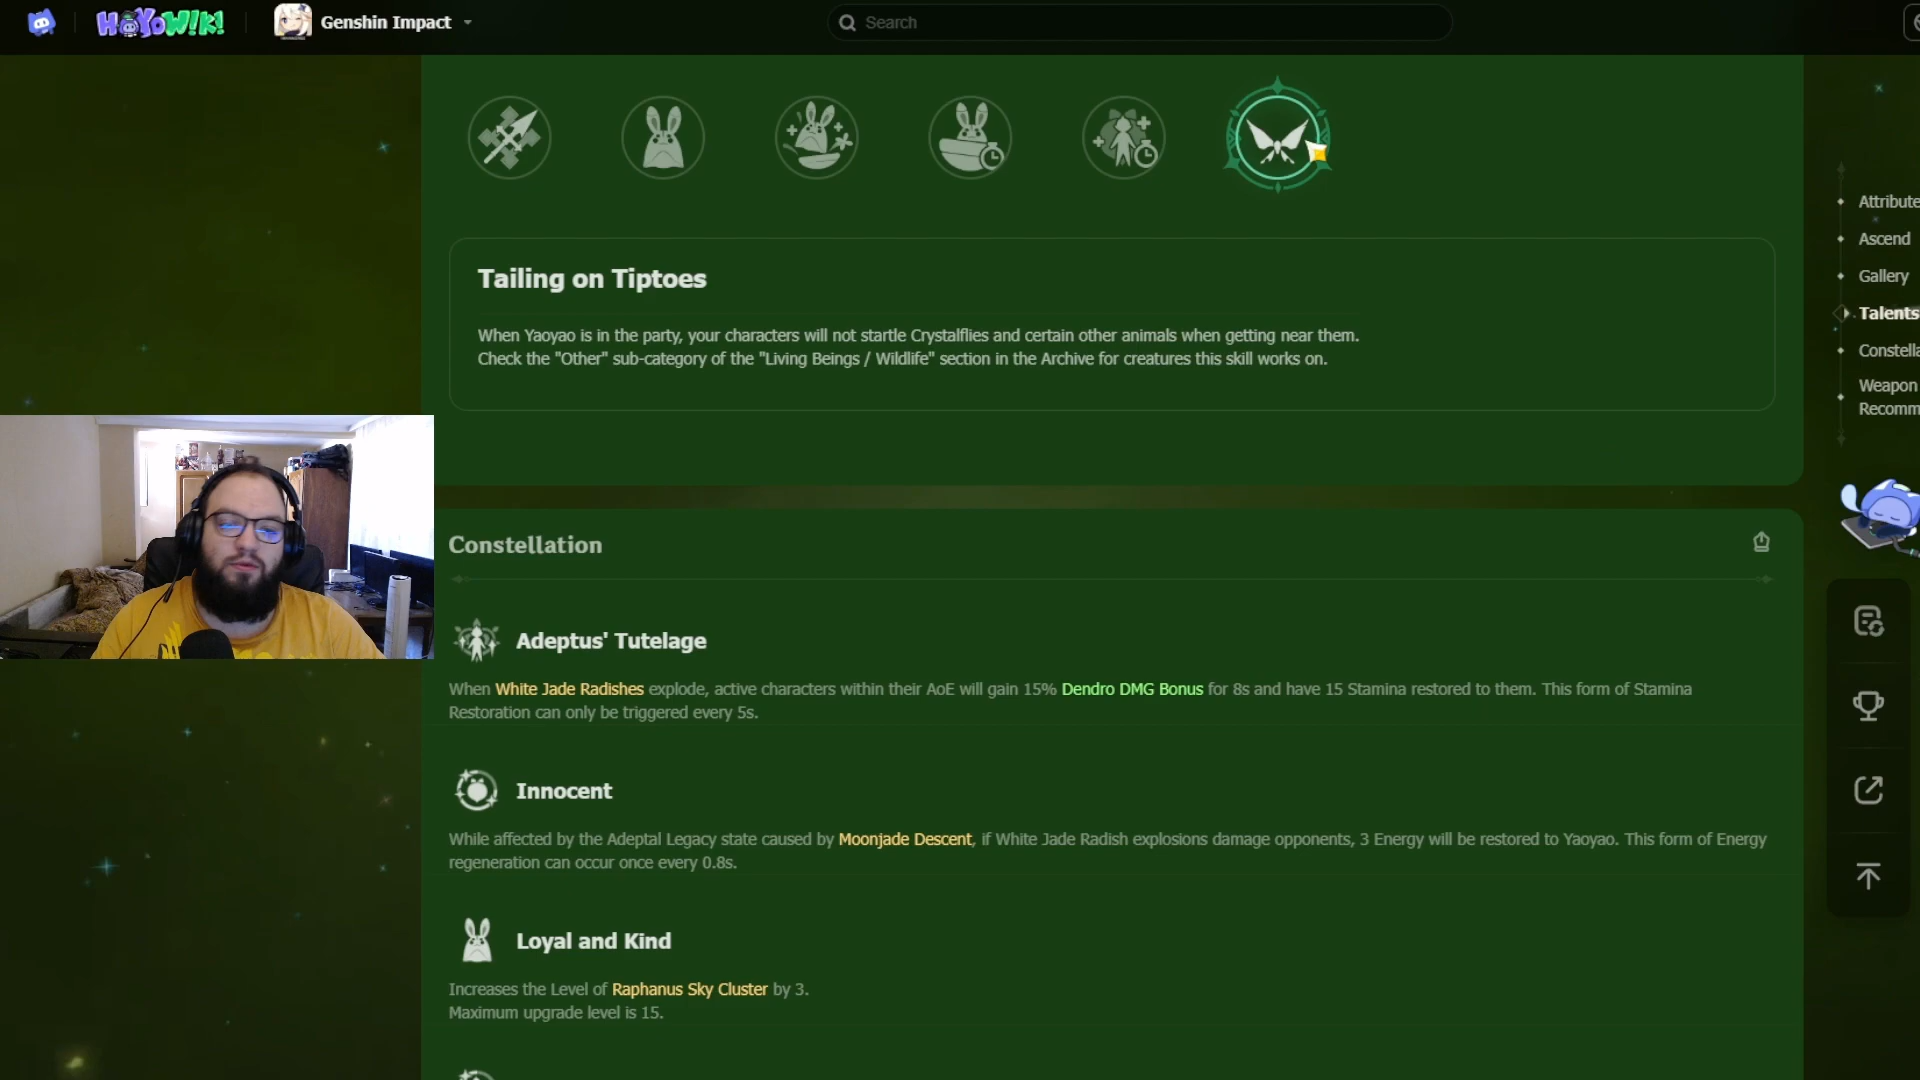 HoYoWiKi
Genshin Impact
Search
Tailing on Tiptoes
When Yaoyao is in the party, your characters will not startle Crystalflies and certain other animals when getting near them.
Check the "Other" sub-category of the "Living Beings / Wildlife" section in the Archive for creatures this skill works on.
Attribute
Ascend
Gallery
Talents
Constella
Weapon
Recomm
Constellation
Adeptus' Tutelage
When White Jade Radishes explode, active characters within their AoE will gain 15% Dendro DMG Bonus for 8s and have 15 Stamina restored to them. This form of Stamina
Restoration can only be triggered every 5s.
Innocent
While affected by the Adeptal Legacy state caused by Moonjade Descent, if White Jade Radish explosions damage opponents, 3 Energy will be restored to Yaoyao. This form of Energy
regeneration can occur once every 0.8s.
Loyal and Kind
Increases the Level of Raphanus Sky Cluster by 3.
Maximum upgrade level is 15.